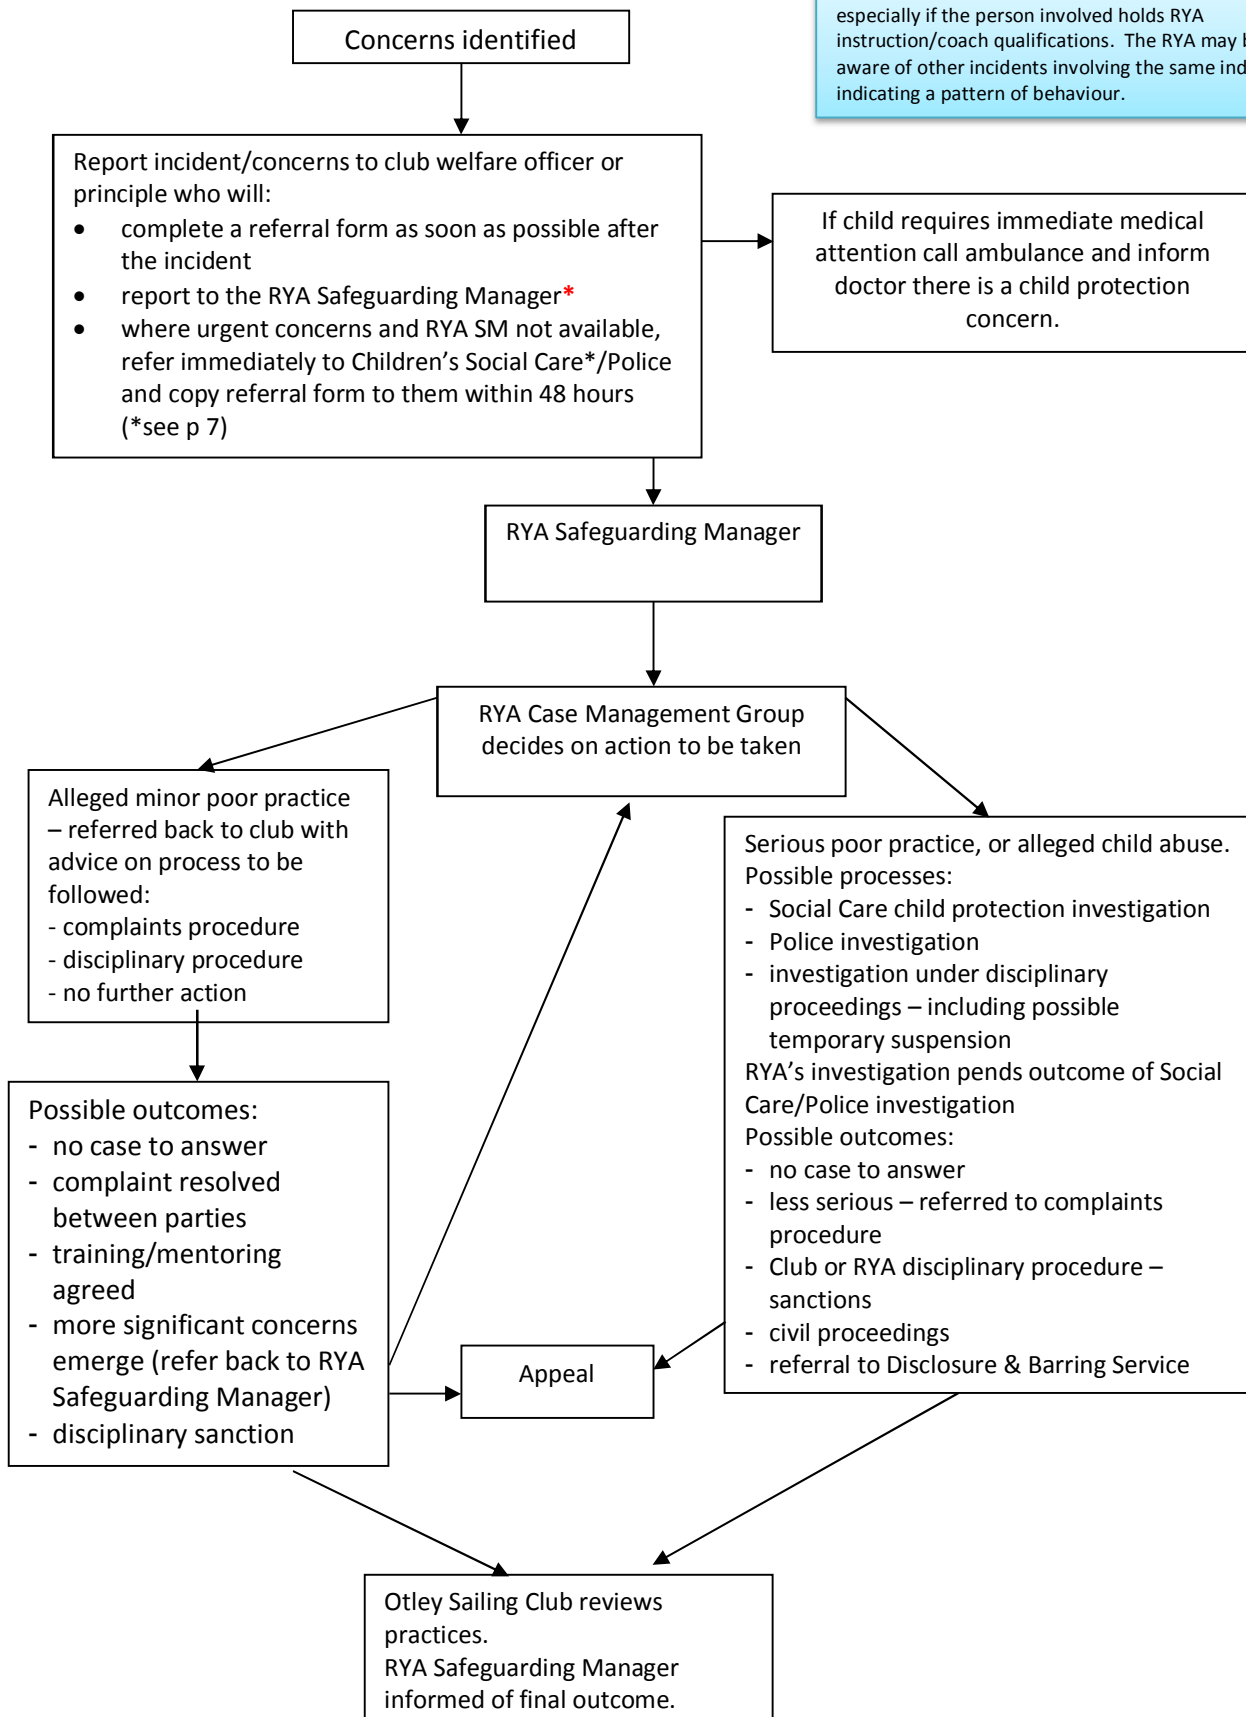 especially if the person involved holds RYA
instruction/coach qualifications.  The RYA may
aware of other incidents involving the same
indicating a pattern of behaviour.
Concerns identified
Report incident/concerns to club welfare officer or
principle who will:
• complete a referral form as soon as possible after
the incident
• report to the RYA Safeguarding Manager*
• where urgent concerns and RYA SM not available,
refer immediately to Children's Social Care*/Police
and copy referral form to them within 48 hours
(*see p 7)
If child requires immediate medical
attention call ambulance and inform
doctor there is a child protection
concern.
RYA Safeguarding Manager
RYA Case Management Group
decides on action to be taken
Alleged minor poor practice
– referred back to club with
advice on process to be
followed:
- complaints procedure
- disciplinary procedure
- no further action
Serious poor practice, or alleged child abuse.
Possible processes:
- Social Care child protection investigation
- Police investigation
- investigation under disciplinary
proceedings – including possible
temporary suspension
RYA's investigation pends outcome of Social
Care/Police investigation
Possible outcomes:
- no case to answer
- less serious – referred to complaints
procedure
- Club or RYA disciplinary procedure –
sanctions
- civil proceedings
- referral to Disclosure & Barring Service
Possible outcomes:
- no case to answer
- complaint resolved
between parties
- training/mentoring
agreed
- more significant concerns
emerge (refer back to RYA
Safeguarding Manager)
- disciplinary sanction
Appeal
Otley Sailing Club reviews
practices.
RYA Safeguarding Manager
informed of final outcome.